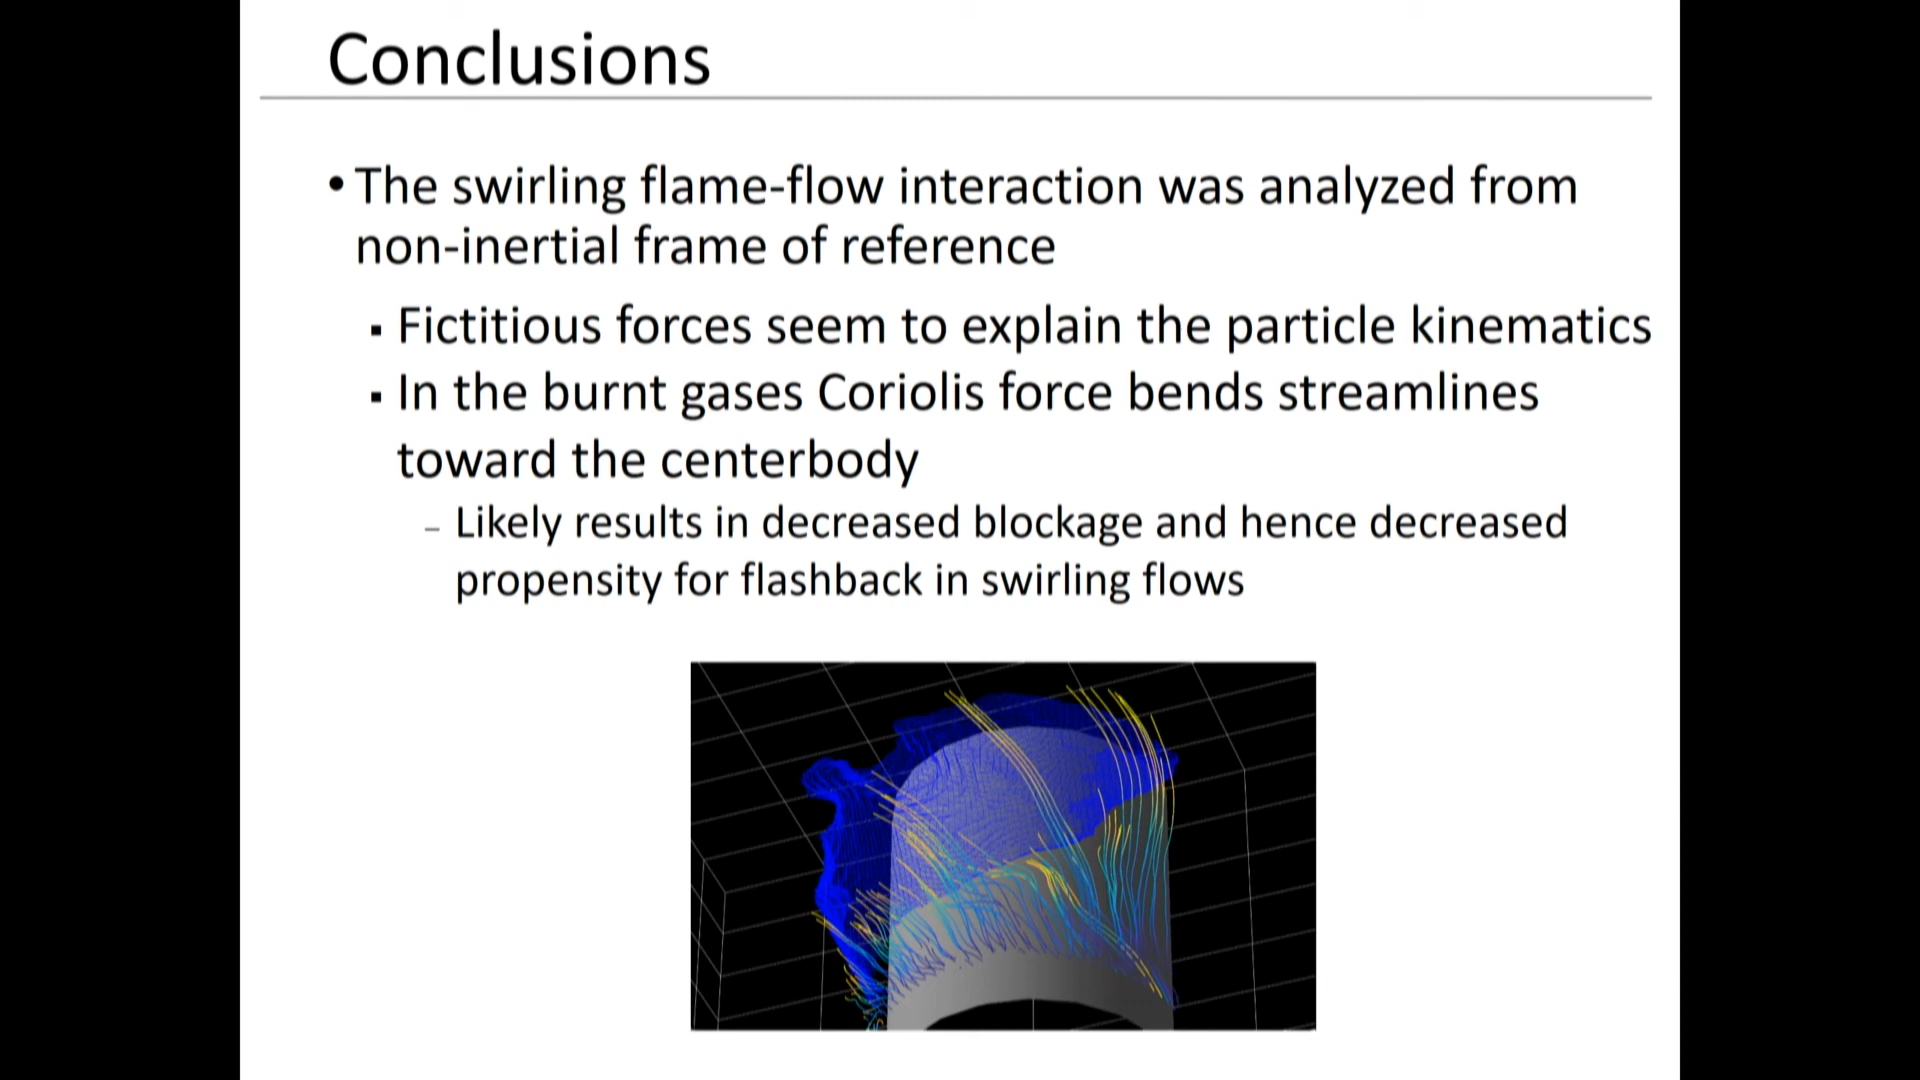 Conclusions
• The swirling flame-flow interaction was analyzed from
non-inertial frame of reference
▪ Fictitious forces seem to explain the particle kinematics
▪ In the burnt gases Coriolis force bends streamlines
toward the centerbody
– Likely results in decreased blockage and hence decreased
propensity for flashback in swirling flows